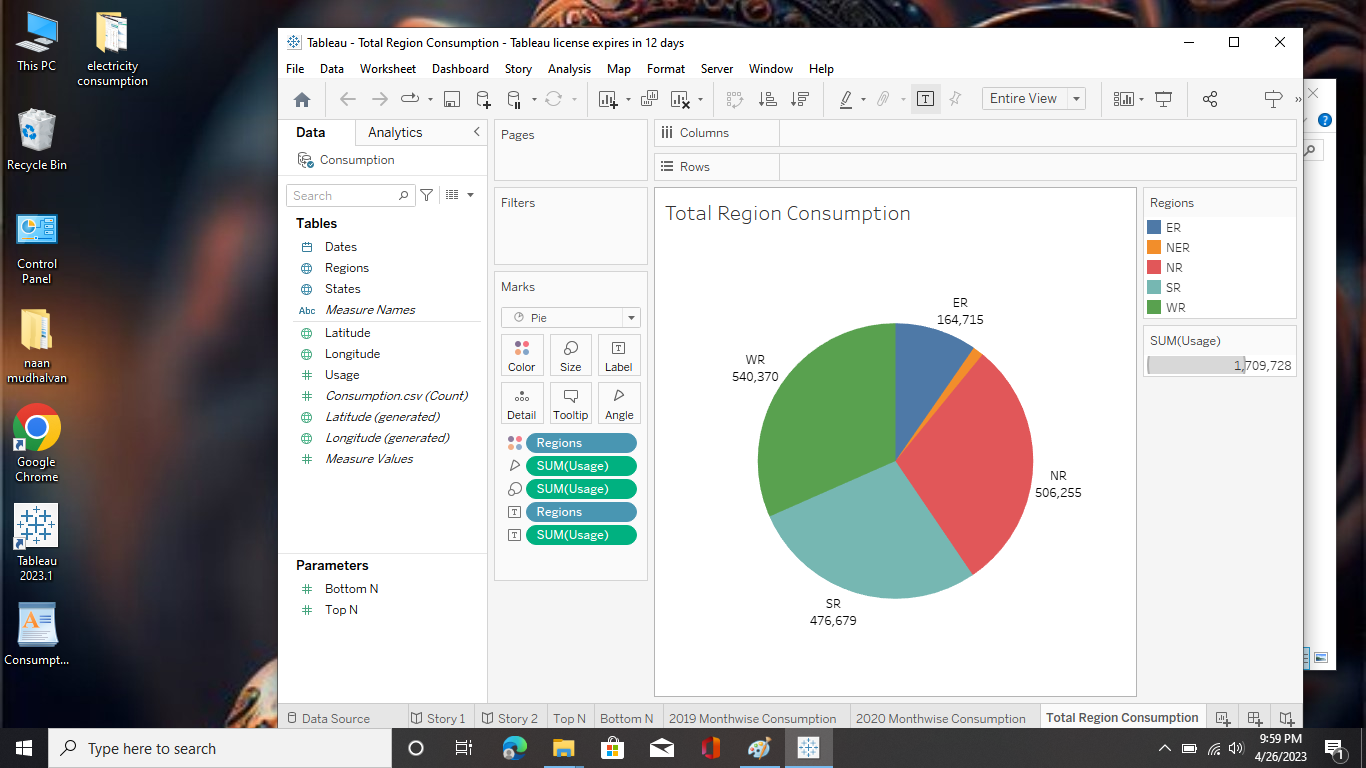 This PC
electricity
consumption
Recycle Bin
Control
Panel
naan
mudhalvan
Google
Chrome
Tableau
2023.1
Consumpt...
Tableau - Total Region Consumption - Tableau license expires in 12 days
File Data Worksheet Dashboard Story Analysis Map Format Server Window Help
Entire View
Data Analytics
Consumption
Search
Tables
Dates
Regions
States
Abc Measure Names
Latitude
Longitude
Usage
Consumption.csv (Count)
Latitude (generated)
Longitude (generated)
Measure Values
Parameters
Bottom N
Top N
Pages
Filters
Marks
Pie
Color Size Label
Detail Tooltip Angle
Regions
SUM(Usage)
SUM(Usage)
Regions
SUM(Usage)
Columns
Rows
Total Region Consumption
ER
164,715
WR
540,370
NR
506,255
SR
476,679
Regions
ER
NER
NR
SR
WR
SUM(Usage)
1,709,728
Data Source Story 1 Story 2 Top N Bottom N 2019 Monthwise Consumption 2020 Monthwise Consumption Total Region Consumption
Type here to search
9:59 PM
4/26/2023
1